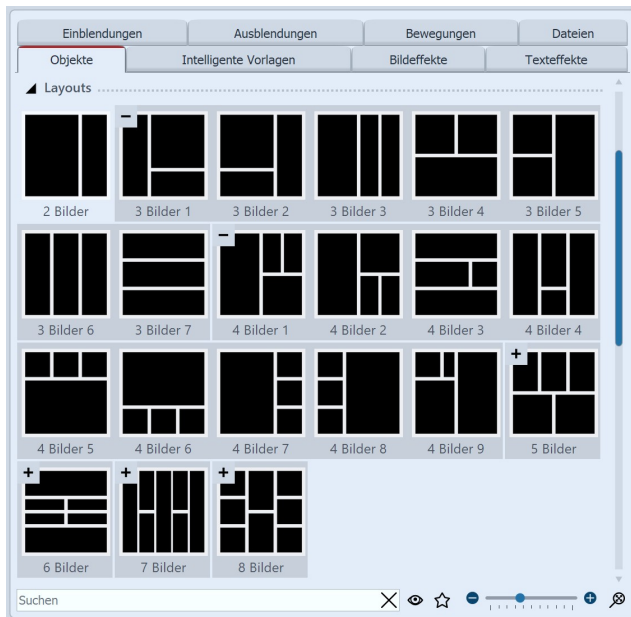 Einblendungen Ausblendungen Bewegungen Dateien
Objekte Intelligente Vorlagen Bildeffekte Texteffekte
Layouts
2 Bilder 3 Bilder 1 3 Bilder 2 3 Bilder 3 3 Bilder 4 3 Bilder 5
3 Bilder 6 3 Bilder 7 4 Bilder 1 4 Bilder 2 4 Bilder 3 4 Bilder 4
4 Bilder 5 4 Bilder 6 4 Bilder 7 4 Bilder 8 4 Bilder 9 5 Bilder
6 Bilder 7 Bilder 8 Bilder
Suchen